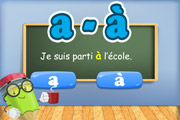 a - à
Je suis parti à l'école.
a à